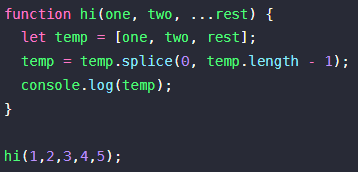 function hi(one, two, ...rest) {
  let temp = [one, two, rest];
  temp = temp.splice(0, temp.length - 1);
  console.log(temp);
}

hi(1,2,3,4,5);